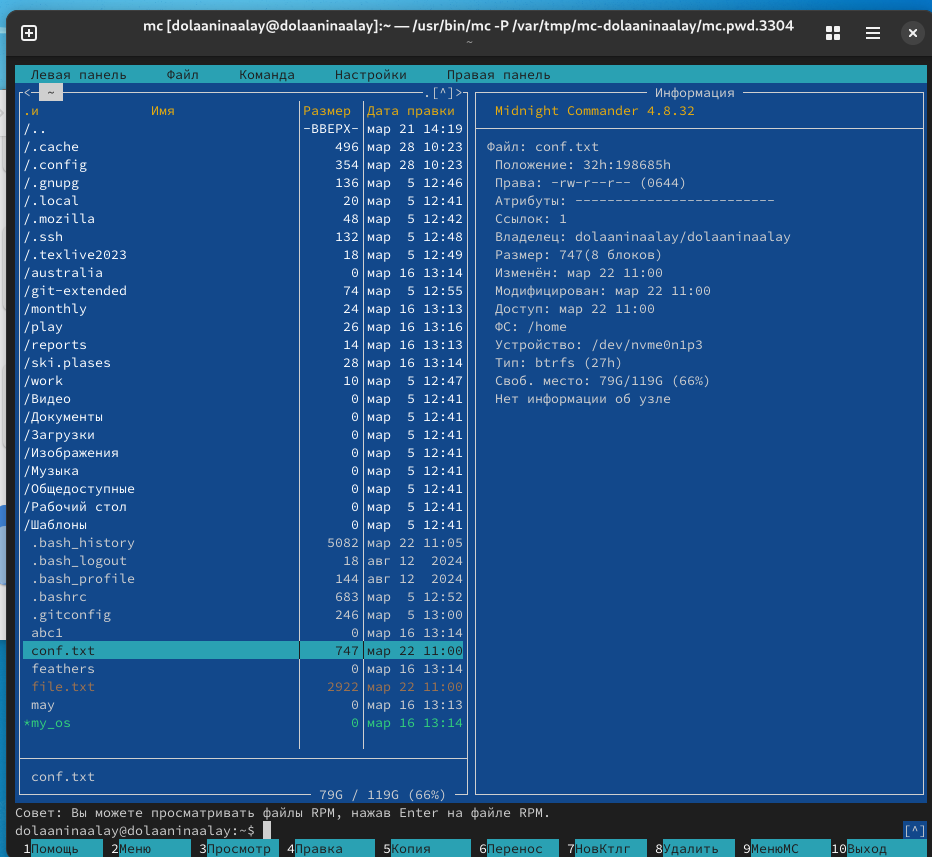 mc [dolaaninaalay@dolaaninaalay]:~ — /usr/bin/mc -P /var/tmp/mc-dolaaninaalay/mc.pwd.3304
~
Левая панель Файл Команда Настройки Правая панель
<─ ~ .[^]>
.и Имя Размер Дата правки
/.. -ВВЕРХ- мар 21 14:19
/.cache 496 мар 28 10:23
/.config 354 мар 28 10:23
/.gnupg 136 мар 5 12:46
/.local 20 мар 5 12:41
/.mozilla 48 мар 5 12:42
/.ssh 132 мар 5 12:48
/.texlive2023 18 мар 5 12:49
/australia 0 мар 16 13:14
/git-extended 74 мар 5 12:55
/monthly 24 мар 16 13:13
/play 26 мар 16 13:16
/reports 14 мар 16 13:13
/ski.plases 28 мар 16 13:14
/work 10 мар 5 12:47
/Видео 0 мар 5 12:41
/Документы 0 мар 5 12:41
/Загрузки 0 мар 5 12:41
/Изображения 0 мар 5 12:41
/Музыка 0 мар 5 12:41
/Общедоступные 0 мар 5 12:41
/Рабочий стол 0 мар 5 12:41
/Шаблоны 0 мар 5 12:41
.bash_history 5082 мар 22 11:05
.bash_logout 18 авг 12 2024
.bash_profile 144 авг 12 2024
.bashrc 683 мар 5 12:52
.gitconfig 246 мар 5 13:00
abc1 0 мар 16 13:14
conf.txt 747 мар 22 11:00
feathers 0 мар 16 13:14
file.txt 2922 мар 22 11:00
may 0 мар 16 13:13
*my_os 0 мар 16 13:14
conf.txt
79G / 119G (66%)
Информация
Midnight Commander 4.8.32
Файл: conf.txt
Положение: 32h:198685h
Права: -rw-r--r-- (0644)
Атрибуты: -------------------------
Ссылок: 1
Владелец: dolaaninaalay/dolaaninaalay
Размер: 747(8 блоков)
Изменён: мар 22 11:00
Модифицирован: мар 22 11:00
Доступ: мар 22 11:00
ФС: /home
Устройство: /dev/nvme0n1p3
Тип: btrfs (27h)
Своб. место: 79G/119G (66%)
Нет информации об узле
Совет: Вы можете просматривать файлы RPM, нажав Enter на файле RPM.
dolaaninaalay@dolaaninaalay:~$ [^]
1Помощь 2Меню 3Просмотр 4Правка 5Копия 6Перенос 7НовКтлг 8Удалить 9МенюМС 10Выход